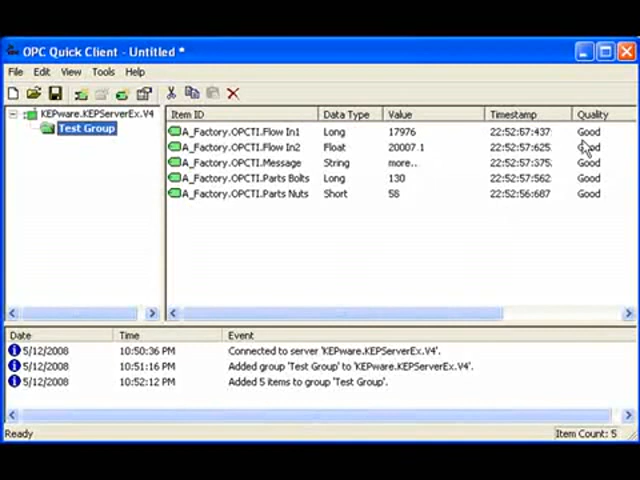 OPC Quick Client - Untitled *
File Edit View Tools Help
KEPware.KEPServerEx.V4
Test Group
Item ID Data Type Value Timestamp Quality
A_Factory.OPCTI.Flow In1 Long 17976 22:52:57:437 Good
A_Factory.OPCTI.Flow In2 Float 20007.1 22:52:57:625 Good
A_Factory.OPCTI.Message String more.. 22:52:57:375 Good
A_Factory.OPCTI.Parts Bolts Long 130 22:52:57:562 Good
A_Factory.OPCTI.Parts Nuts Short 58 22:52:56:687 Good
Date Time Event
5/12/2008 10:50:36 PM Connected to server 'KEPware.KEPServerEx.V4'.
5/12/2008 10:51:16 PM Added group 'Test Group' to 'KEPware.KEPServerEx.V4'.
5/12/2008 10:52:12 PM Added 5 items to group 'Test Group'.
Ready Item Count: 5